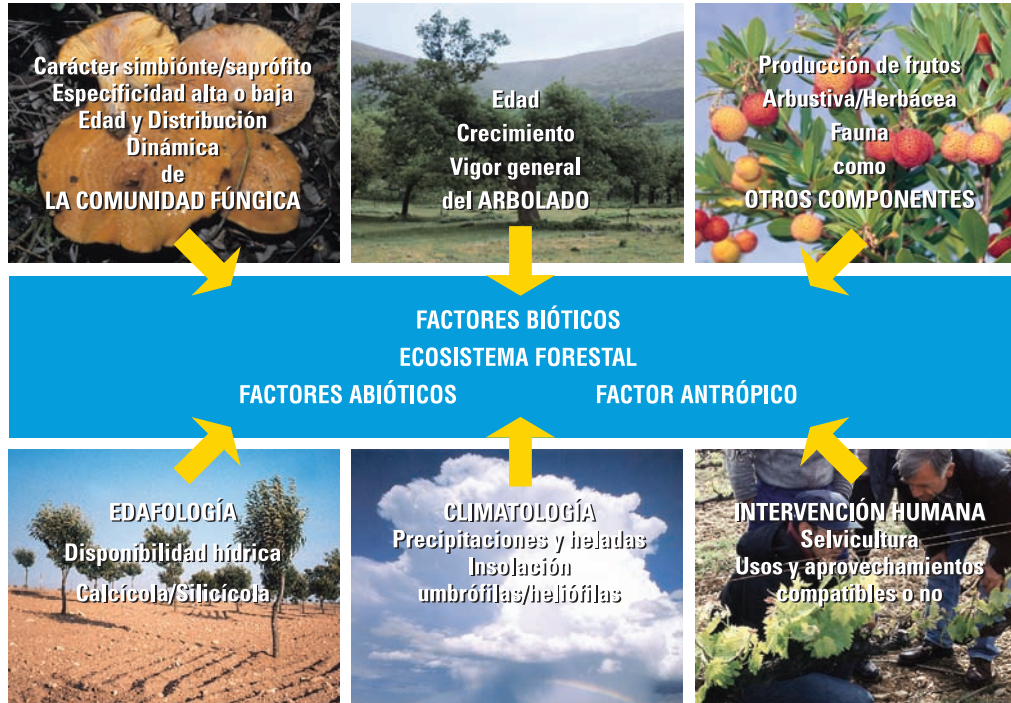 Carácter simbiónte/saprófito
Especificidad alta o baja
Edad y Distribución
Dinámica
de
LA COMUNIDAD FÚNGICA
Edad
Crecimiento
Vigor general
del ARBOLADO
Producción de frutos
Arbustiva/Herbácea
Fauna
como
OTROS COMPONENTES
FACTORES BIÓTICOS
ECOSISTEMA FORESTAL
FACTORES ABIÓTICOS FACTOR ANTRÓPICO
EDAFOLOGÍA
Disponibilidad hídrica
Calcícola/Silicícola
CLIMATOLOGÍA
Precipitaciones y heladas
Insolación
umbrófilas/heliófilas
INTERVENCIÓN HUMANA
Selvicultura
Usos y aprovechamientos
compatibles o no